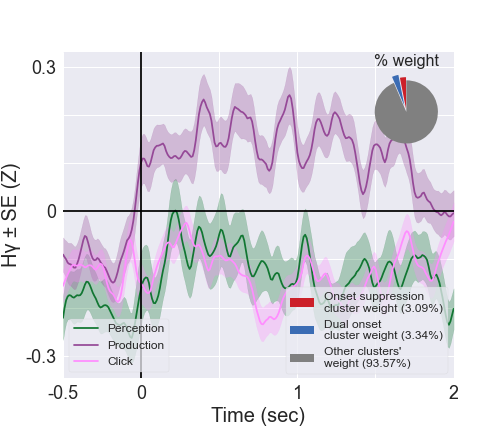 % weight
0.3
0
-0.3
Hγ ± SE (Z)
Perception
Production
Click
Onset suppression
cluster weight (3.09%)
Dual onset
cluster weight (3.34%)
Other clusters'
weight (93.57%)
-0.5
0
1
2
Time (sec)